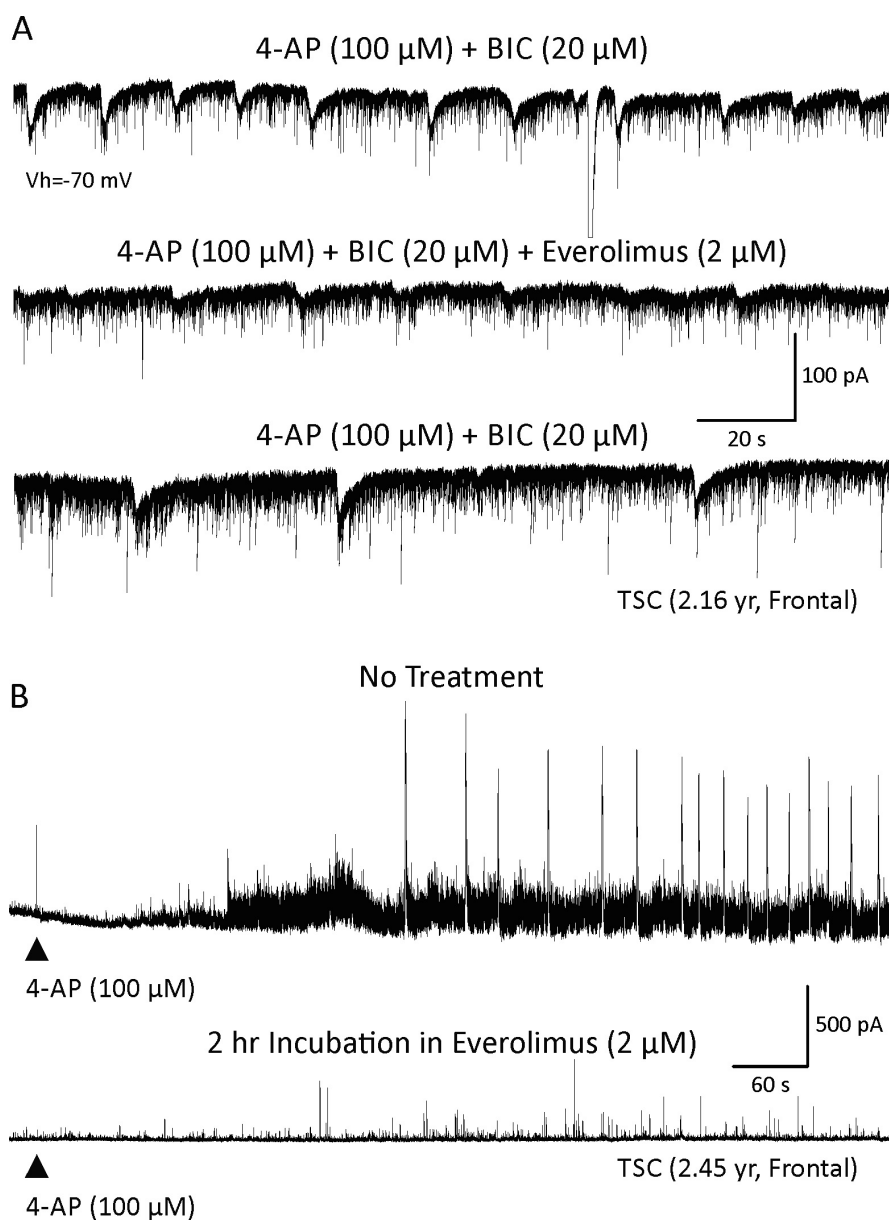 A
4-AP (100 µM) + BIC (20 µM)
Vh=-70 mV
4-AP (100 µM) + BIC (20 µM) + Everolimus (2 µM)
100 pA
20 s
4-AP (100 µM) + BIC (20 µM)
TSC (2.16 yr, Frontal)
No Treatment
B
4-AP (100 µM)
500 pA
2 hr Incubation in Everolimus (2 µM)
60 s
TSC (2.45 yr, Frontal)
4-AP (100 µM)